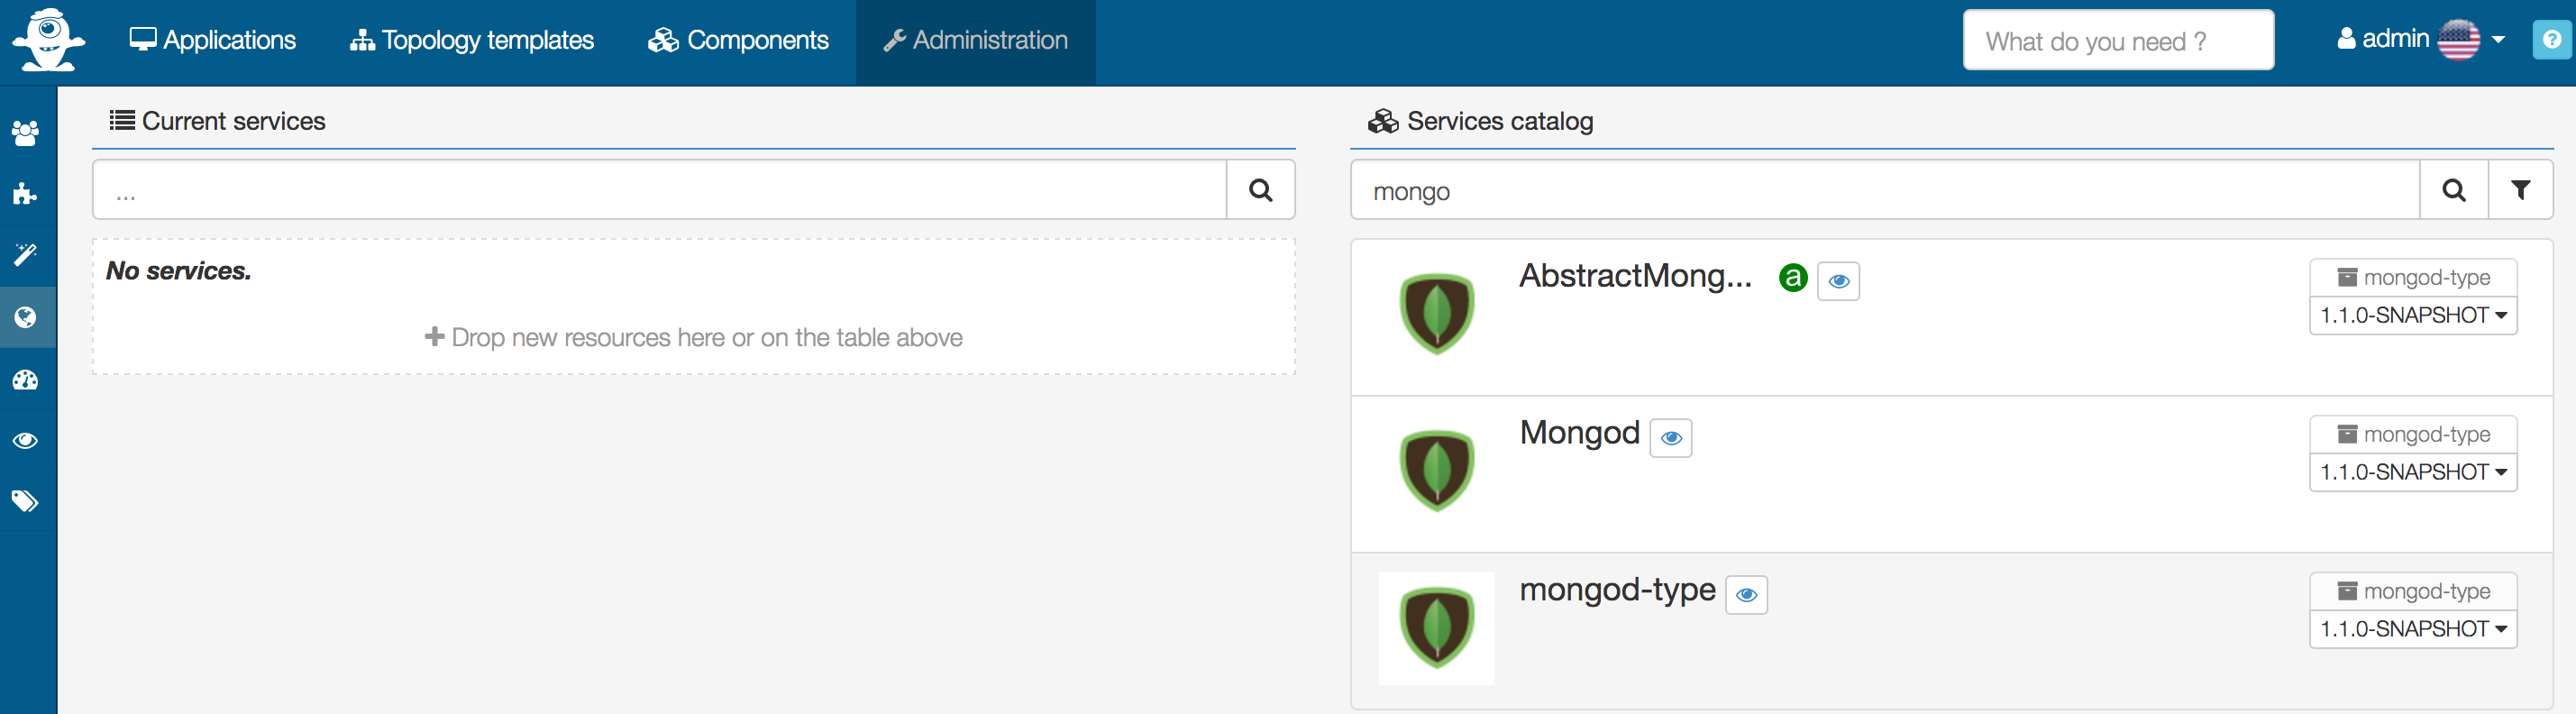 Applications Topology templates Components Administration What do you need ? admin ?
Current services
...
No services.
Drop new resources here or on the table above
Services catalog
mongo
AbstractMong... a
mongod-type
1.1.0-SNAPSHOT
Mongod
mongod-type
1.1.0-SNAPSHOT
mongod-type
mongod-type
1.1.0-SNAPSHOT